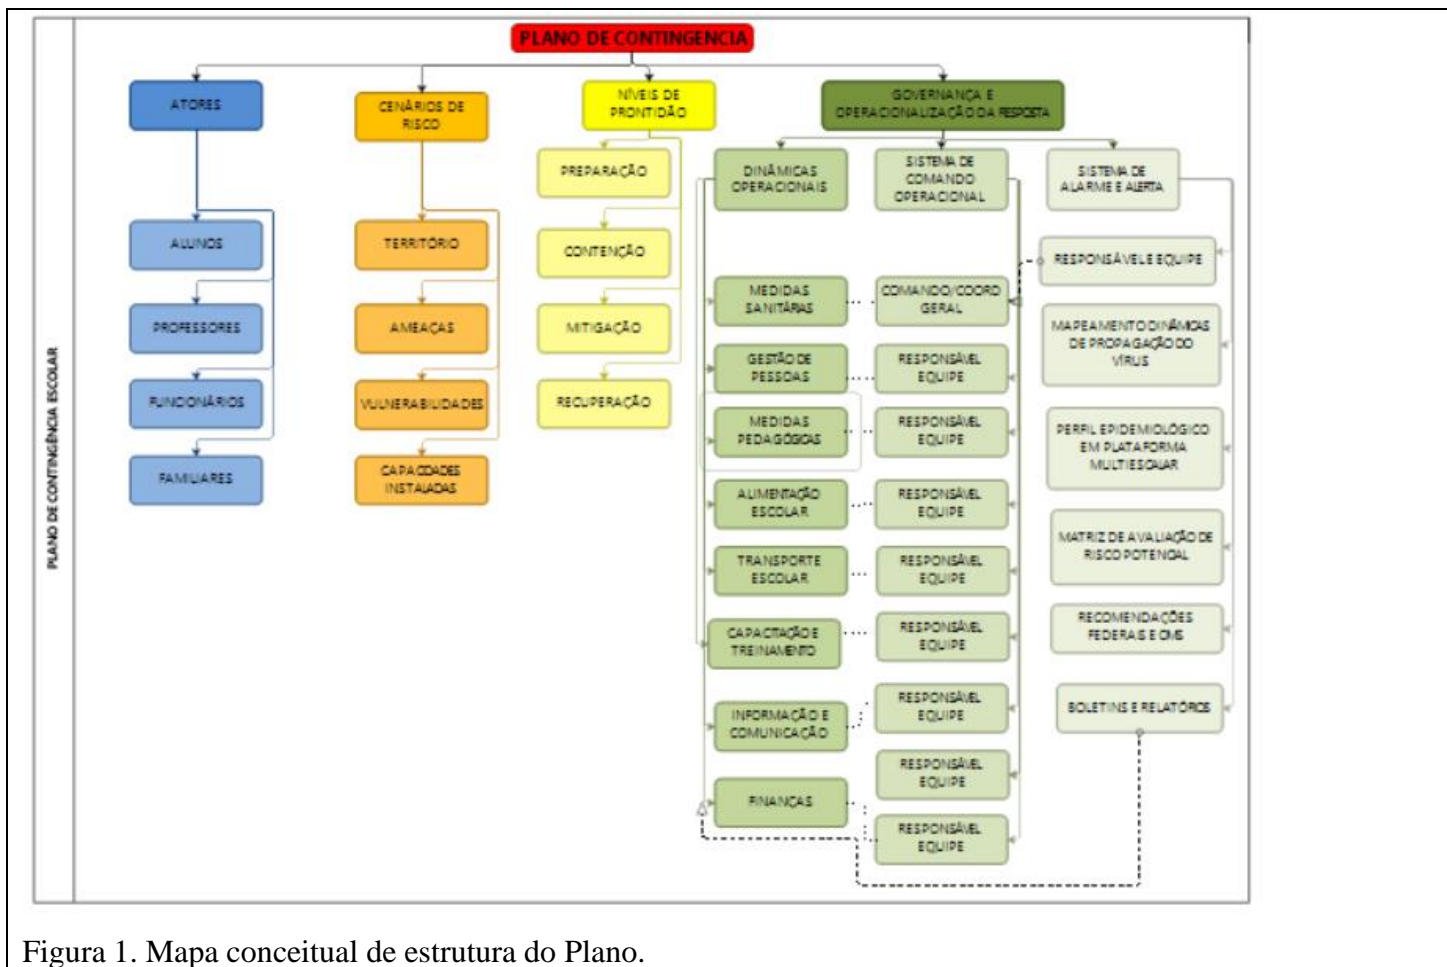 PLANO DE CONTINGÊNCIA ESCOLAR
PLANO DE CONTINGENCIA
ATORES
ALUNOS
PROFESSORES
FUNCIONÁRIOS
FAMILIARES
CENÁRIOS DE
RISCO
TERRITÓRIO
AMEAÇAS
VULNERABILIDADES
CAPACIDADES
INSTALADAS
NÍVEIS DE
PRONTIDÃO
PREPARAÇÃO
CONTENÇÃO
MITIGAÇÃO
RECUPERAÇÃO
GOVERNANÇA E
OPERACIONALIZAÇÃO DA RESPOSTA
DINÂMICAS
OPERACIONAIS
MEDIDAS
SANITÁRIAS
GESTÃO DE
PESSOAS
MEDIDAS
PEDAGÓGICAS
ALIMENTAÇÃO
ESCOLAR
TRANSPORTE
ESCOLAR
CAPACITAÇÃO E
TREINAMENTO
INFORMAÇÃO E
COMUNICAÇÃO
FINANÇAS
SISTEMA DE
COMANDO
OPERACIONAL
COMANDO/COORD
GERAL
RESPONSÁVEL
EQUIPE
RESPONSÁVEL
EQUIPE
RESPONSÁVEL
EQUIPE
RESPONSÁVEL
EQUIPE
RESPONSÁVEL
EQUIPE
RESPONSÁVEL
EQUIPE
RESPONSÁVEL
EQUIPE
RESPONSÁVEL
EQUIPE
SISTEMA DE
ALARME E ALERTA
RESPONSÁVEL E EQUIPE
MAPEAMENTO DINÂMICAS
DE PROPAGAÇÃO DO
VÍRUS
PERFIL EPIDEMIOLÓGICO
EM PLATAFORMA
MULTIESCALAR
MATRIZ DE AVALIAÇÃO DE
RISCO POTENCIAL
RECOMENDAÇÕES
FEDERAIS E OMS
BOLETINS E RELATÓRIOS
Figura 1. Mapa conceitual de estrutura do Plano.